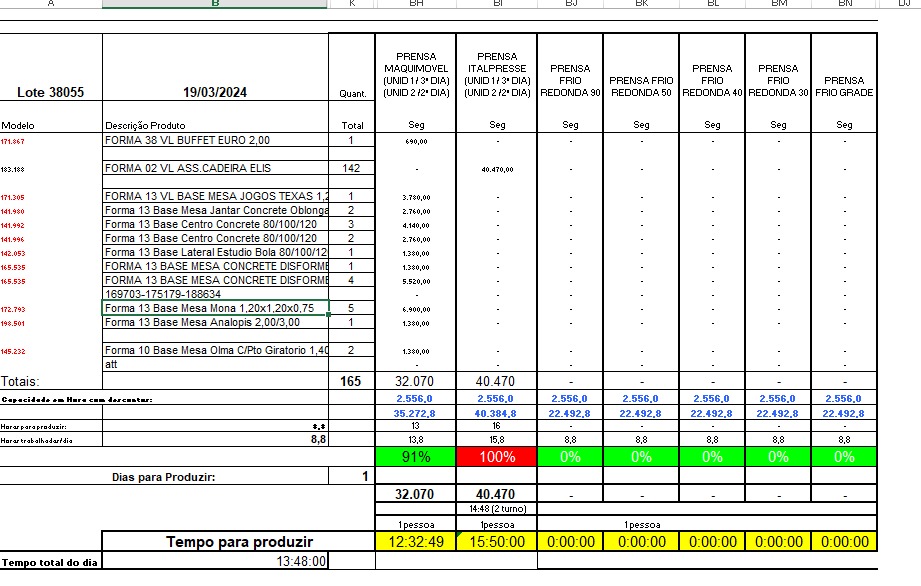 A B K BH BI BJ BK BL BM BN DJ
Lote 38055 19/03/2024 Quant. PRENSA MAQUIMOVEL (UNID 1 / 3ª DIA) (UNID 2 /2ª DIA) PRENSA ITALPRESSE (UNID 1 / 3ª DIA) (UNID 2 /2ª DIA) PRENSA FRIO REDONDA 90 PRENSA FRIO REDONDA 50 PRENSA FRIO REDONDA 40 PRENSA FRIO REDONDA 30 PRENSA FRIO GRADE
Modelo Descrição Produto Total Seg Seg Seg Seg Seg Seg Seg
171.867 FORMA 38 VL BUFFET EURO 2,00 1 690,00 - - - - - -
183.188 FORMA 02 VL ASS.CADEIRA ELIS 142 - 40.470,00 - - - - -
171.305 FORMA 13 VL BASE MESA JOGOS TEXAS 1,2 1 3.780,00 - - - - - -
141.980 Forma 13 Base Mesa Jantar Concrete Oblonga 2 2.760,00 - - - - - -
141.992 Forma 13 Base Centro Concrete 80/100/120 3 4.140,00 - - - - - -
141.996 Forma 13 Base Centro Concrete 80/100/120 2 2.760,00 - - - - - -
142.053 Forma 13 Base Lateral Estudio Bola 80/100/12 1 1.380,00 - - - - - -
165.535 FORMA 13 BASE MESA CONCRETE DISFORME 1 1.380,00 - - - - - -
165.535 FORMA 13 BASE MESA CONCRETE DISFORME 4 5.520,00 - - - - - -
169703-175179-188634 - - - - - - -
172.793 Forma 13 Base Mesa Mona 1,20x1,20x0,75 5 6.900,00 - - - - - -
198.501 Forma 13 Base Mesa Analopis 2,00/3,00 1 1.380,00 - - - - - -
145.232 Forma 10 Base Mesa Olma C/Pto Giratorio 1,40 2 1.380,00 - - - - - -
att - - - - - - -
Totais: 165 32.070 40.470 - - - - -
Capacidade em Hora com descontar: 2.556,0 2.556,0 2.556,0 2.556,0 2.556,0 2.556,0 2.556,0
35.272,8 40.384,8 22.492,8 22.492,8 22.492,8 22.492,8 22.492,8
Horas para produzir: 8,8 13 16
Horas trabalhadas/dia 8,8 13,8 15,8 8,8 8,8 8,8 8,8 8,8
91% 100% 0% 0% 0% 0% 0%
Dias para Produzir: 1
32.070 40.470 - - - - -
14:48 (2 turno)
1 pessoa 1 pessoa 1 pessoa
Tempo para produzir 12:32:49 15:50:00 0:00:00 0:00:00 0:00:00 0:00:00 0:00:00
Tempo total do dia 13:48:00